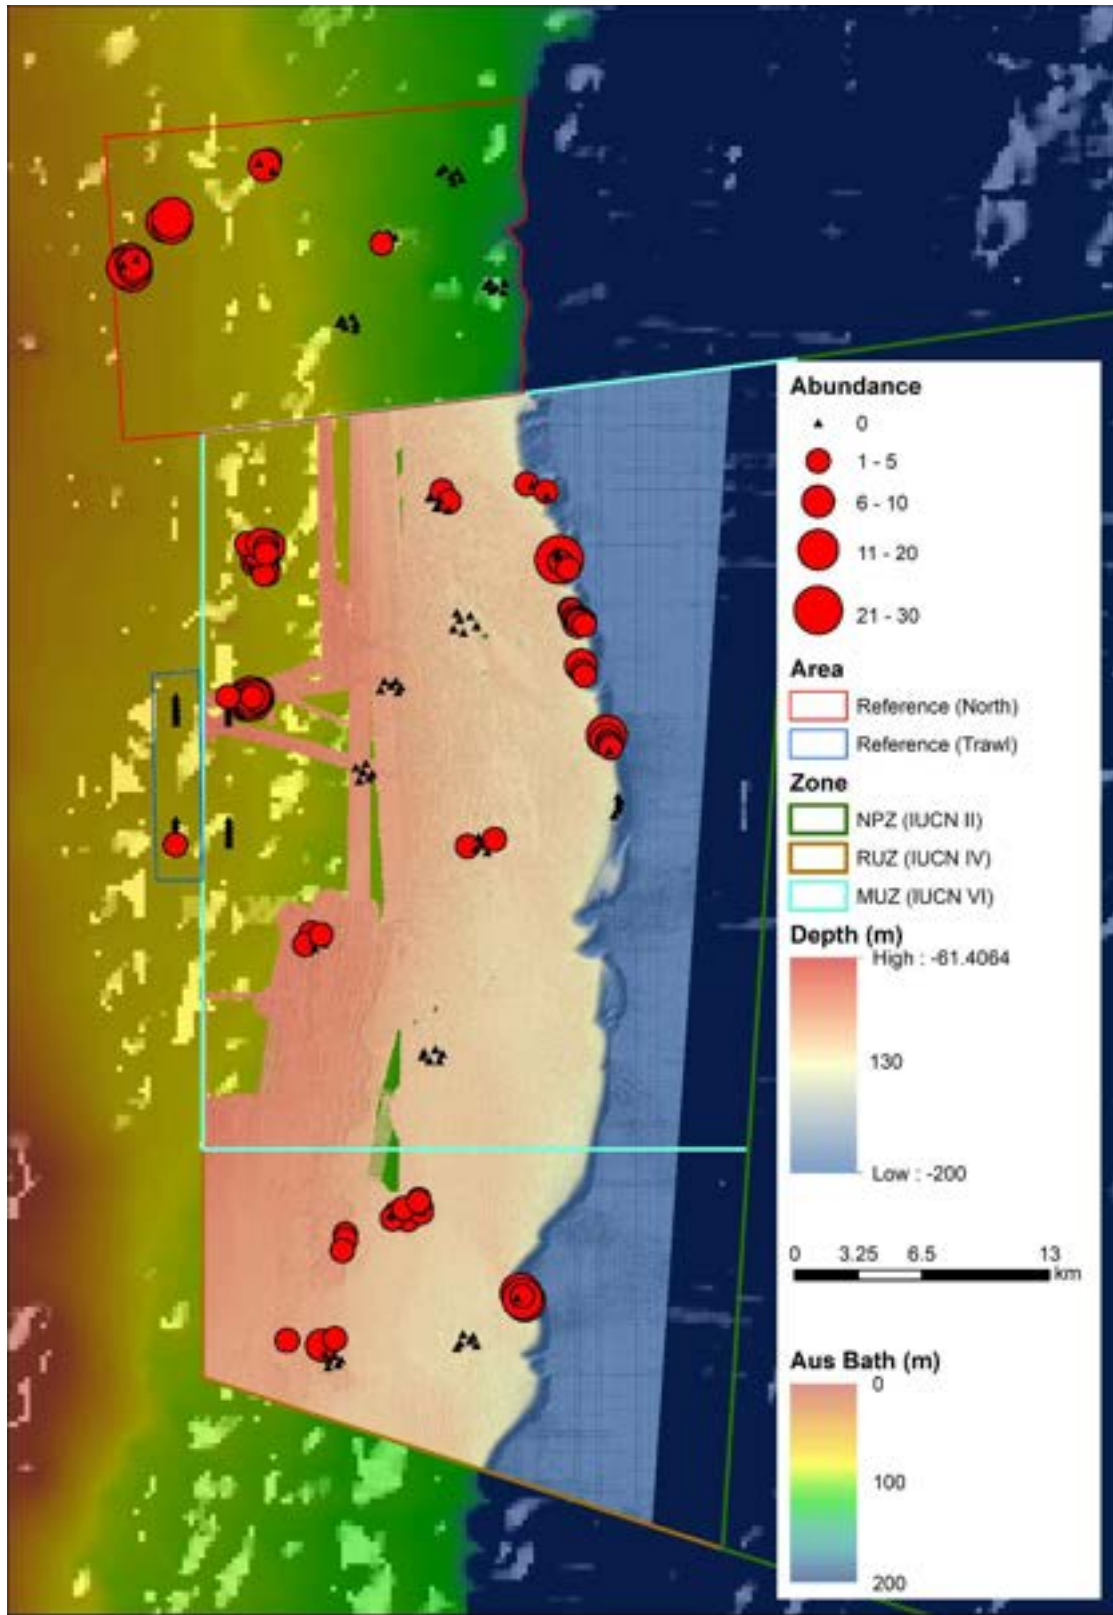 Abundance
0
1 - 5
6 - 10
11 - 20
21 - 30
Area
Reference (North)
Reference (Trawl)
Zone
NPZ (IUCN II)
RUZ (IUCN IV)
MUZ (IUCN VI)
Depth (m)
High : -61.4064
130
Low : -200
0 3.25 6.5 13
km
Aus Bath (m)
0
100
200